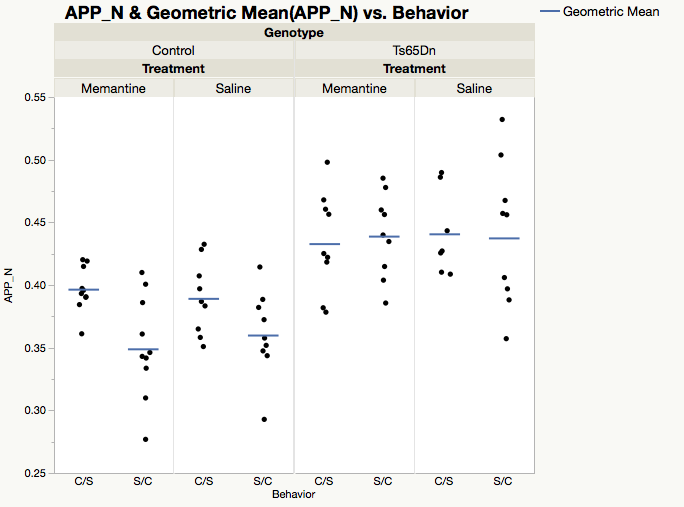 APP_N & Geometric Mean(APP_N) vs. Behavior
Geometric Mean
Genotype
Control Ts65Dn
Treatment Treatment
Memantine Saline Memantine Saline
0.55
0.50
0.45
0.40
0.35
0.30
0.25
APP_N
C/S S/C C/S S/C C/S S/C C/S S/C
Behavior